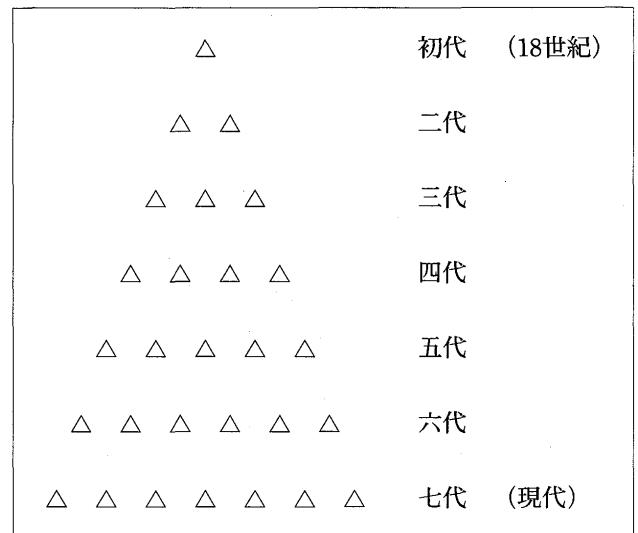 △ 初代 （18世紀）
△ △ 二代
△ △ △ 三代
△ △ △ △ 四代
△ △ △ △ △ 五代
△ △ △ △ △ △ 六代
△ △ △ △ △ △ △ 七代 （現代）